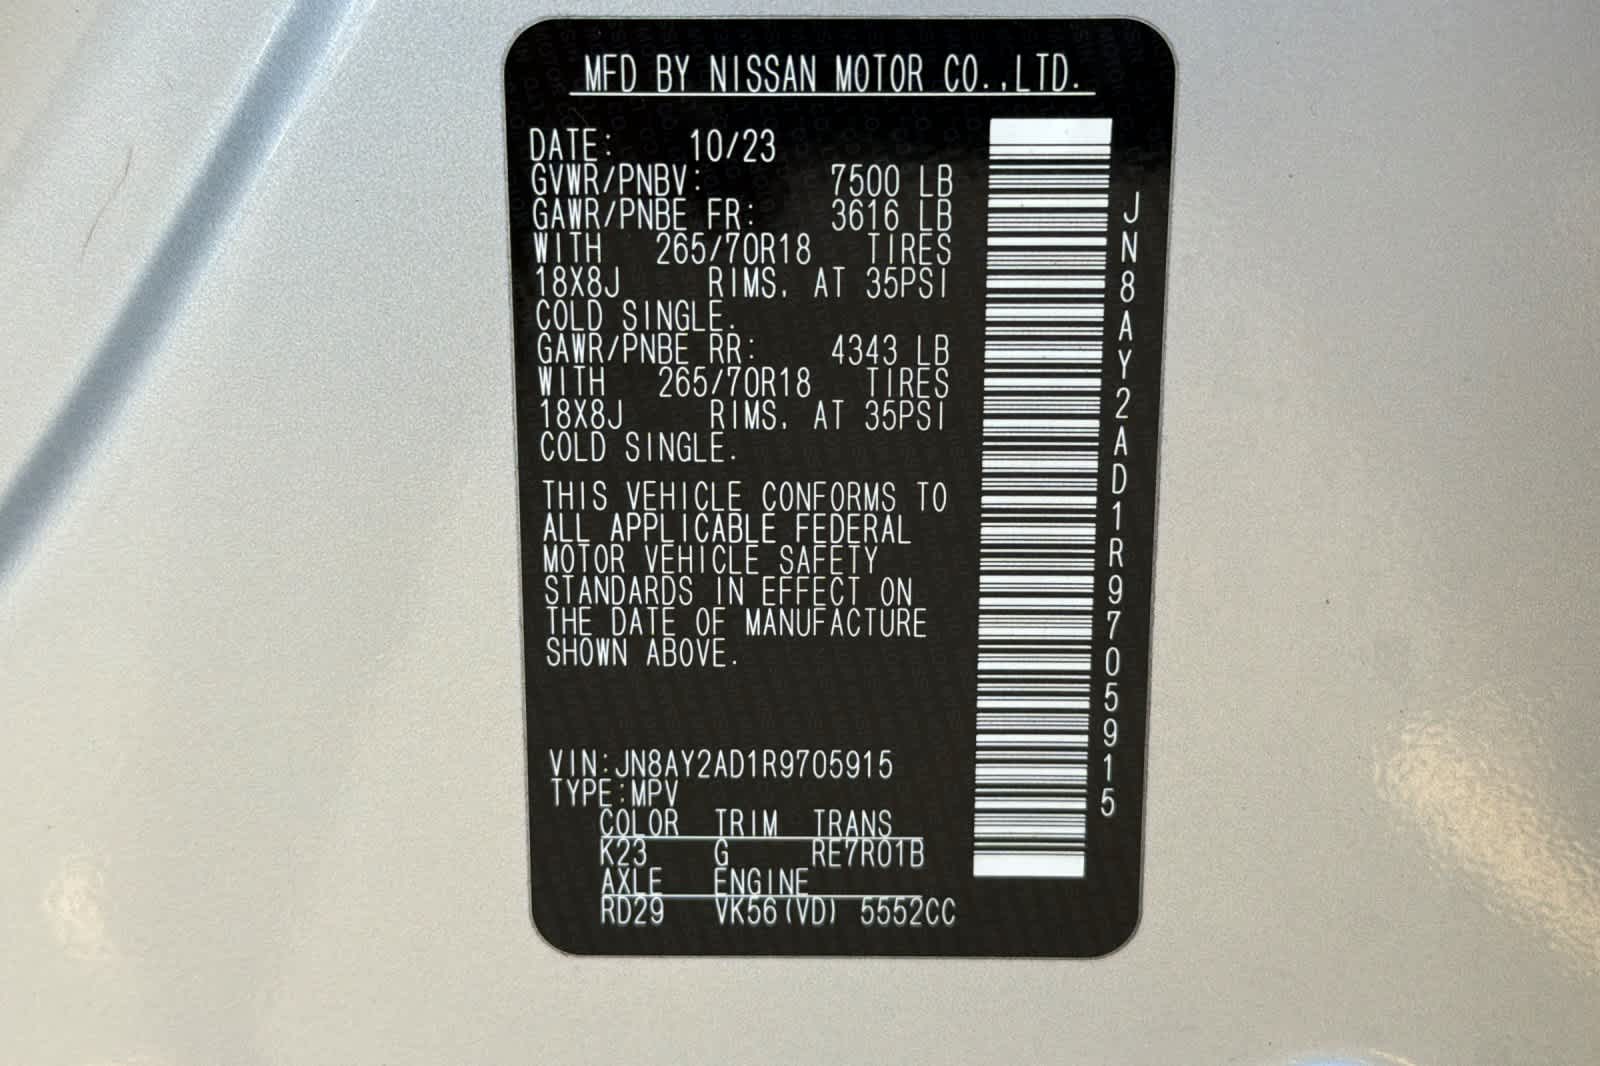 MFD BY NISSAN MOTOR CO.,LTD.
DATE: 10/23
GVWR/PNBV: 7500 LB
GAWR/PNBE FR: 3616 LB
WITH 265/70R18 TIRES
18X8J RIMS. AT 35PSI
COLD SINGLE.
GAWR/PNBE RR: 4343 LB
WITH 265/70R18 TIRES
18X8J RIMS. AT 35PSI
COLD SINGLE.
THIS VEHICLE CONFORMS TO
ALL APPLICABLE FEDERAL
MOTOR VEHICLE SAFETY
STANDARDS IN EFFECT ON
THE DATE OF MANUFACTURE
SHOWN ABOVE.
VIN:JN8AY2AD1R9705915
TYPE:MPV
COLOR TRIM TRANS
K23 G RE7R01B
AXLE ENGINE
RD29 VK56(VD) 5552CC
JN8AY2AD1R9705915